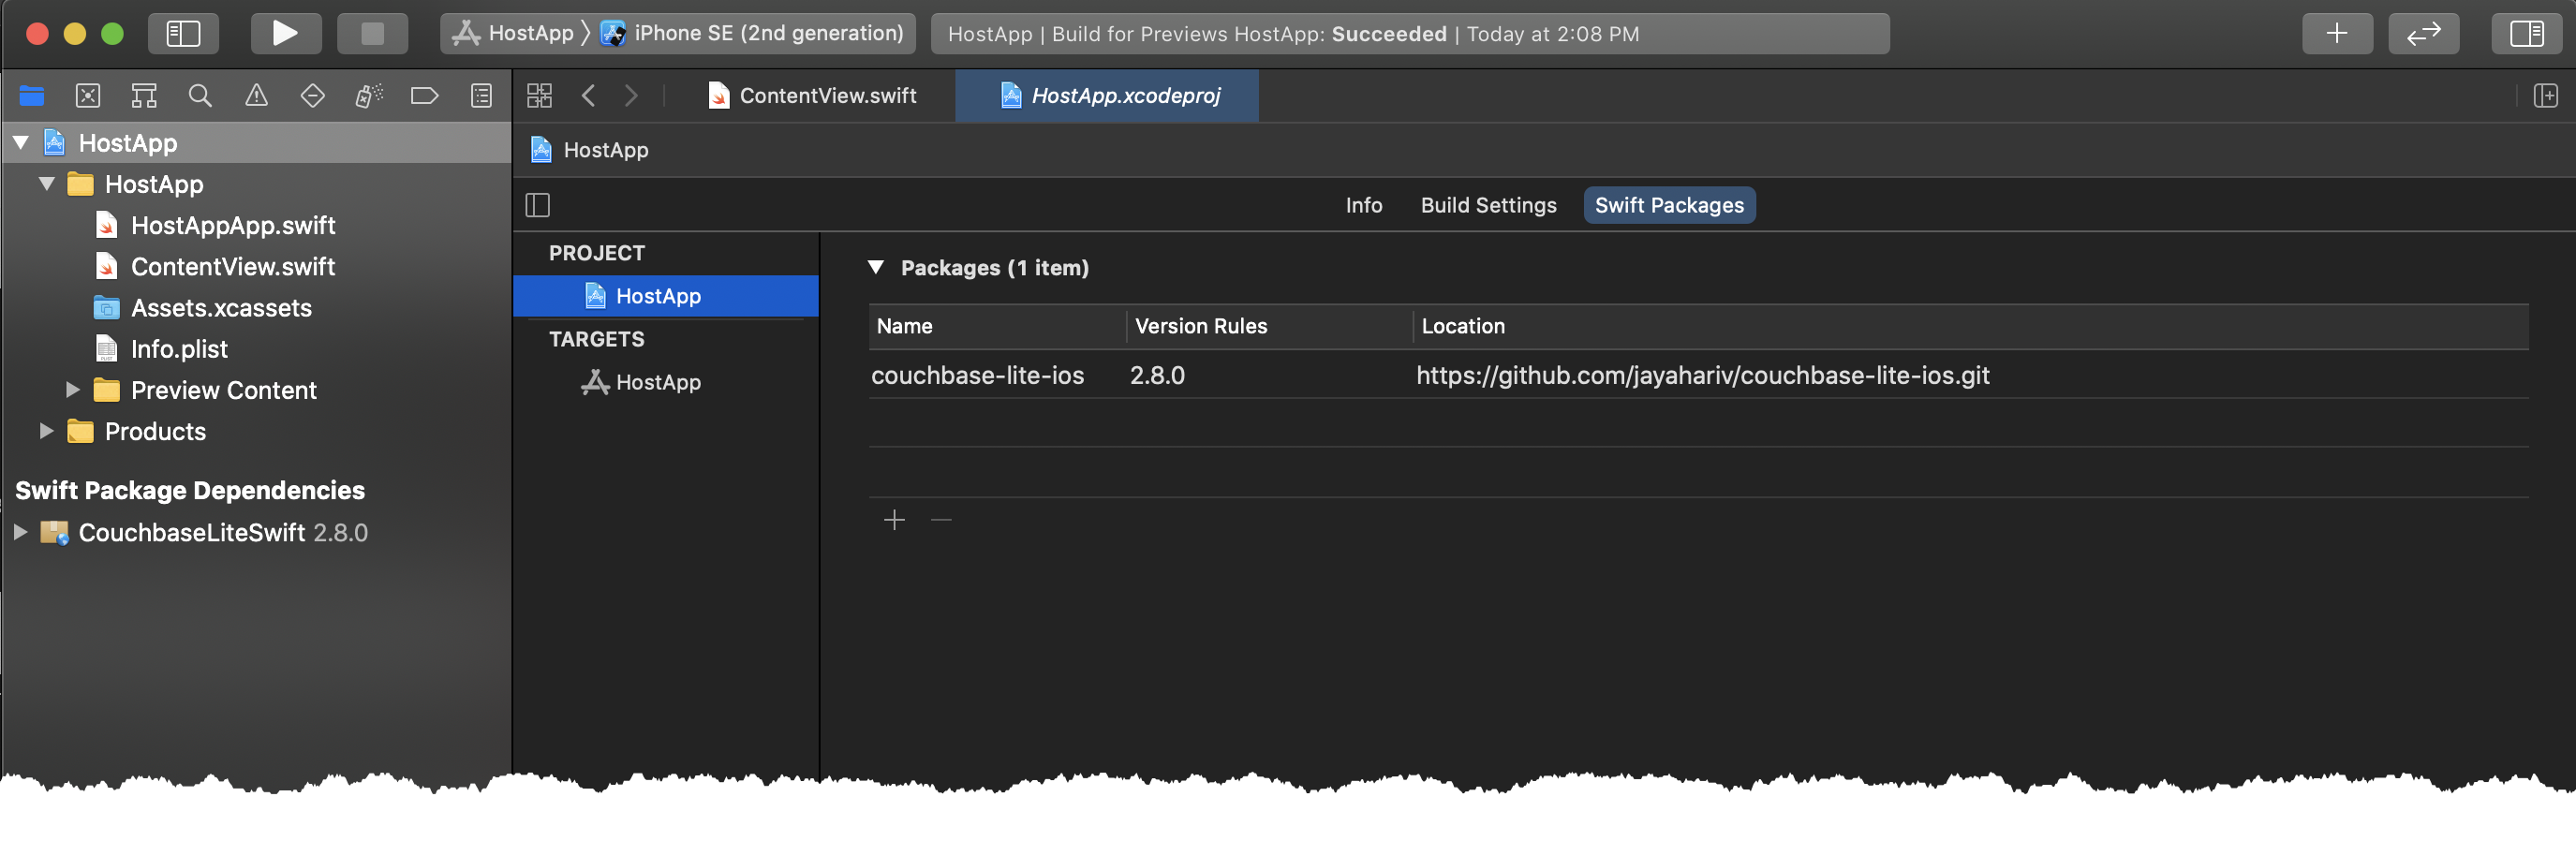 HostApp iPhone SE (2nd generation)
HostApp | Build for Previews HostApp: Succeeded | Today at 2:08 PM
ContentView.swift
HostApp.xcodeproj
HostApp
HostApp
HostAppApp.swift
ContentView.swift
Assets.xcassets
Info.plist
Preview Content
Products
Swift Package Dependencies
CouchbaseLiteSwift 2.8.0
HostApp
Info Build Settings Swift Packages
PROJECT
HostApp
TARGETS
HostApp
Packages (1 item)
Name Version Rules Location
couchbase-lite-ios 2.8.0 https://github.com/jayahariv/couchbase-lite-ios.git